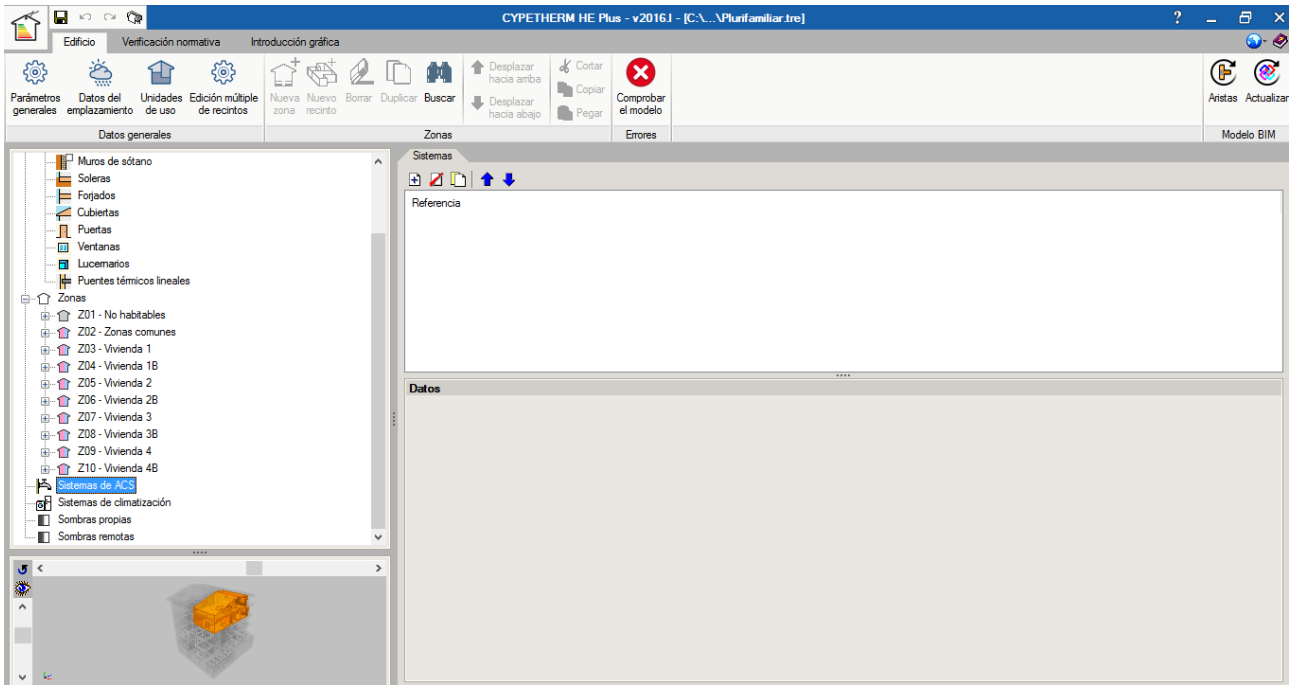 CYPETHERM HE Plus - v2016.I - [C:\...\Plurifamiliar.tre]
?
Edificio Verificación normativa Introducción gráfica
Parámetros generales
Datos del emplazamiento
Unidades de uso
Edición múltiple de recintos
Nueva zona
Nuevo recinto
Borrar
Duplicar
Buscar
Desplazar hacia arriba
Desplazar hacia abajo
Cortar
Copiar
Pegar
Comprobar el modelo
Aristas
Actualizar
Datos generales
Zonas
Errores
Modelo BIM
Muros de sótano
Soleras
Forjados
Cubiertas
Puertas
Ventanas
Lucernarios
Puentes térmicos lineales
Zonas
Z01 - No habitables
Z02 - Zonas comunes
Z03 - Vivienda 1
Z04 - Vivienda 1B
Z05 - Vivienda 2
Z06 - Vivienda 2B
Z07 - Vivienda 3
Z08 - Vivienda 3B
Z09 - Vivienda 4
Z10 - Vivienda 4B
Sistemas de ACS
Sistemas de climatización
Sombras propias
Sombras remotas
Sistemas
Referencia
Datos